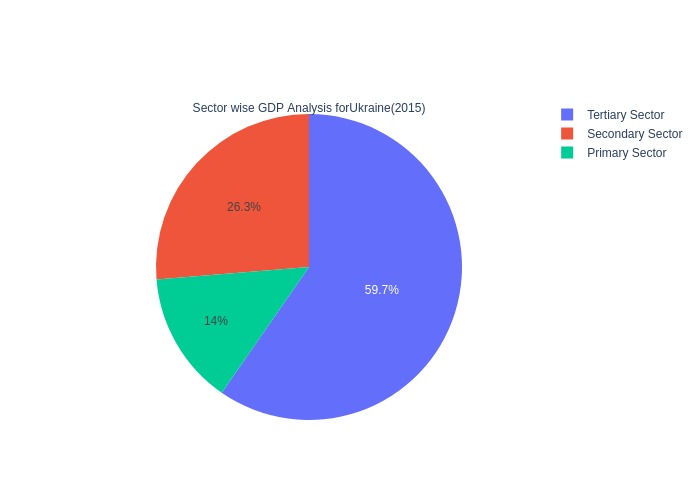 Sector wise GDP Analysis forUkraine(2015)
Tertiary Sector
Secondary Sector
Primary Sector
26.3%
59.7%
14%